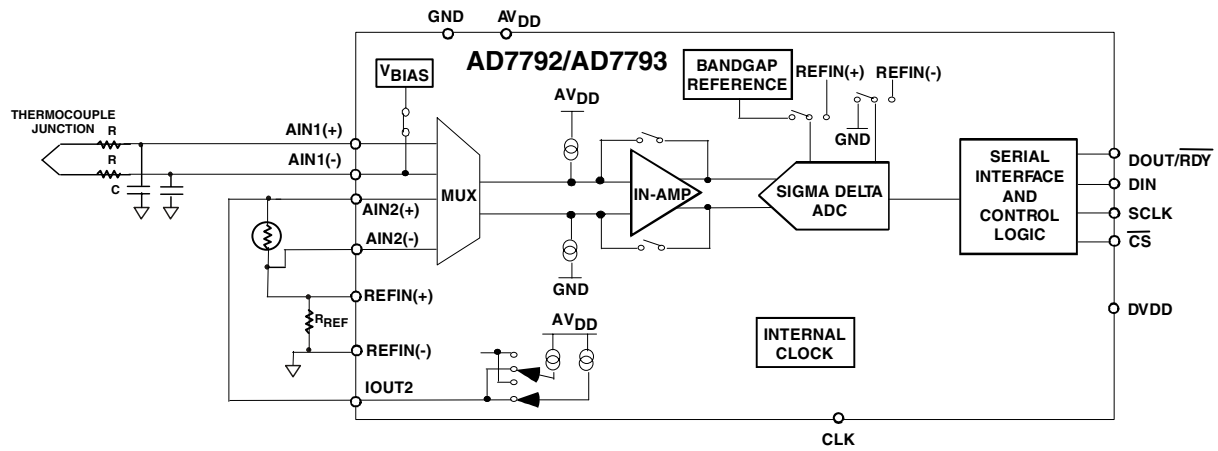 GND AVDD
AD7792/AD7793
VBIAS
BANDGAP
REFERENCE
REFIN(+) REFIN(-)
AVDD
GND
THERMOCOUPLE
JUNCTION
R
R
C
AIN1(+)
AIN1(-)
AIN2(+)
AIN2(-)
REFIN(+)
RREF
REFIN(-)
IOUT2
MUX
IN-AMP
GND
SIGMA DELTA
ADC
SERIAL
INTERFACE
AND
CONTROL
LOGIC
DOUT/RDY
DIN
SCLK
CS
DVDD
AVDD
INTERNAL
CLOCK
CLK